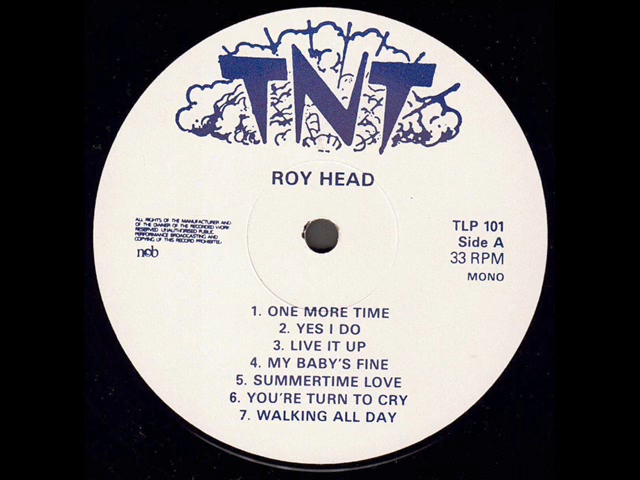 TNT
ROY HEAD
ALL RIGHTS OF THE MANUFACTURER AND
OF THE OWNER OF THE RECORDED WORK
RESERVED UNAUTHORISED PUBLIC
PERFORMANCE BROADCASTING AND
COPYING OF THIS RECORD PROHIBITED
ncb
TLP 101
Side A
33 RPM
MONO
1. ONE MORE TIME
2. YES I DO
3. LIVE IT UP
4. MY BABY'S FINE
5. SUMMERTIME LOVE
6. YOU'RE TURN TO CRY
7. WALKING ALL DAY